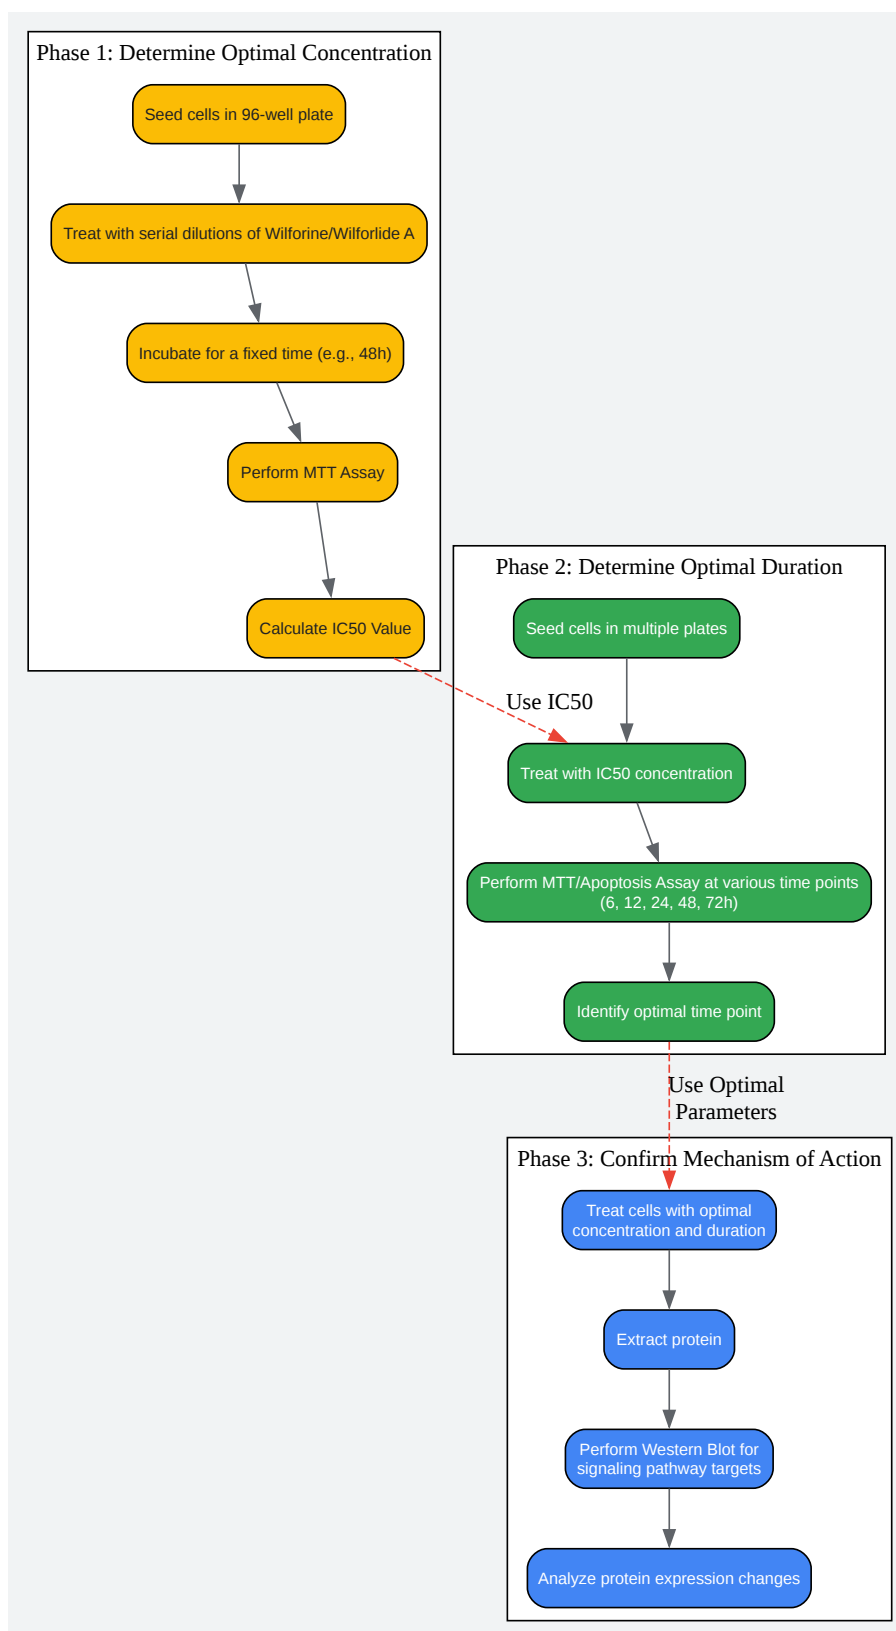 Phase 1: Determine Optimal Concentration
Seed cells in 96-well plate
Treat with serial dilutions of Wilforine/Wilforlide A
Incubate for a fixed time (e.g., 48h)
Perform MTT Assay
Calculate IC50 Value
Use IC50
Phase 2: Determine Optimal Duration
Seed cells in multiple plates
Treat with IC50 concentration
Perform MTT/Apoptosis Assay at various time points
(6, 12, 24, 48, 72h)
Identify optimal time point
Use Optimal
Parameters
Phase 3: Confirm Mechanism of Action
Treat cells with optimal
concentration and duration
Extract protein
Perform Western Blot for
signaling pathway targets
Analyze protein expression changes